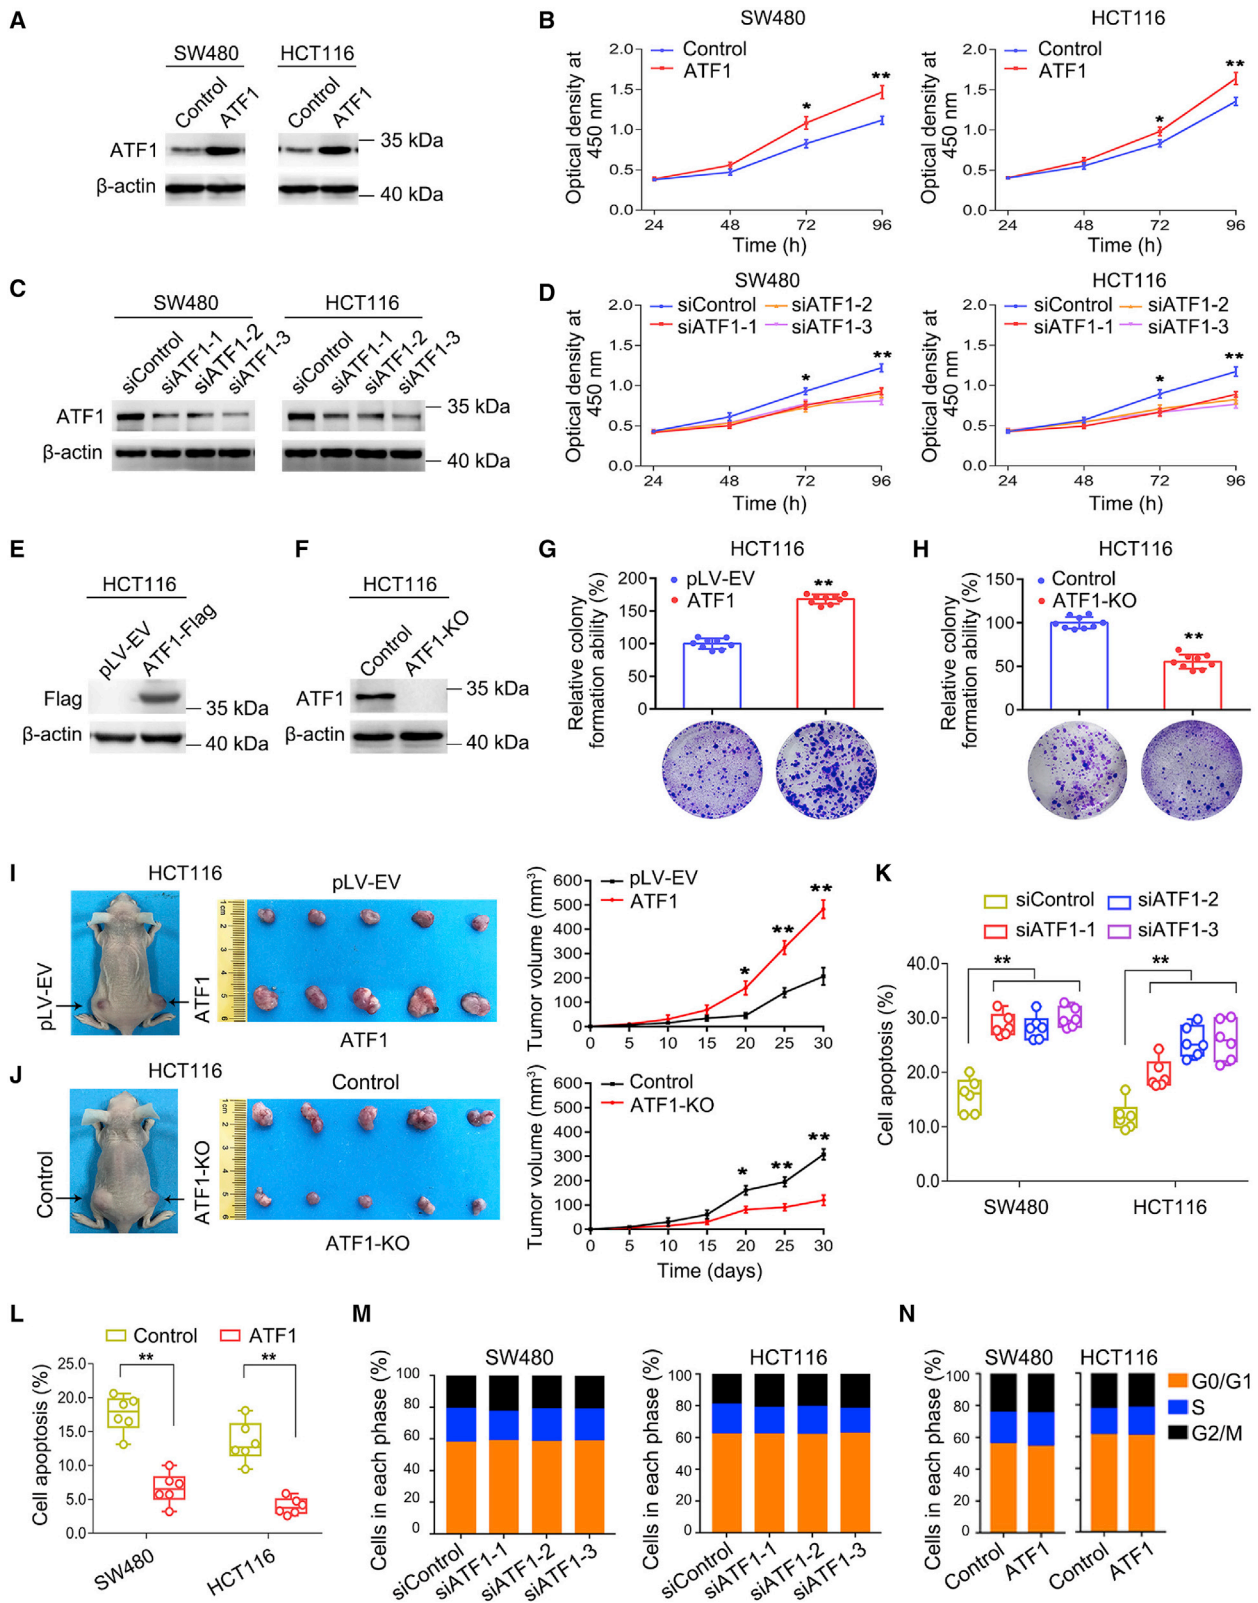 A
SW480 HCT116
Control ATF1 Control ATF1
ATF1
35 kDa
β-actin
40 kDa
B
SW480
Optical density at
450 nm
2.0
1.5
1.0
0.5
0.0
Control
ATF1
* **
24 48 72 96
Time (h)
HCT116
Optical density at
450 nm
2.0
1.5
1.0
0.5
0.0
Control
ATF1
* **
24 48 72 96
Time (h)
C
SW480 HCT116
siControl siATF1-1 siATF1-2 siATF1-3 siControl siATF1-1 siATF1-2 siATF1-3
ATF1
35 kDa
β-actin
40 kDa
D
SW480
Optical density at
450 nm
2.0
1.5
1.0
0.5
0.0
siControl siATF1-2
siATF1-1 siATF1-3
* **
24 48 72 96
Time (h)
HCT116
Optical density at
450 nm
2.0
1.5
1.0
0.5
0.0
siControl siATF1-2
siATF1-1 siATF1-3
* **
24 48 72 96
Time (h)
E
HCT116
pLV-EV ATF1-Flag
Flag
35 kDa
β-actin
40 kDa
F
HCT116
Control ATF1-KO
ATF1
35 kDa
β-actin
40 kDa
G
HCT116
Relative colony
formation ability (%)
200
150
100
50
0
pLV-EV
ATF1
**
H
HCT116
Relative colony
formation ability (%)
150
100
50
0
Control
ATF1-KO
**
I
HCT116
pLV-EV
pLV-EV
ATF1
1cm
2
3
4
5
6
ATF1
Tumor volume (mm³)
600
500
400
300
200
100
0
pLV-EV
ATF1
* ** **
0 5 10 15 20 25 30
J
HCT116
Control
Control
ATF1-KO
1cm
2
3
4
5
6
ATF1-KO
Tumor volume (mm³)
600
500
400
300
200
100
0
Control
ATF1-KO
* ** **
0 5 10 15 20 25 30
Time (days)
K
siControl siATF1-2
siATF1-1 siATF1-3
Cell apoptosis (%)
40.0
30.0
20.0
10.0
0.0
** **
SW480 HCT116
L
Control ATF1
Cell apoptosis (%)
25.0
20.0
15.0
10.0
5.0
0.0
** **
SW480 HCT116
M
SW480
Cells in each phase (%)
100
80
60
40
20
0
siControl siATF1-1 siATF1-2 siATF1-3
HCT116
Cells in each phase (%)
100
80
60
40
20
0
siControl siATF1-1 siATF1-2 siATF1-3
N
SW480 HCT116
Cells in each phase (%)
100
80
60
40
20
0
Control ATF1 Control ATF1
G0/G1
S
G2/M